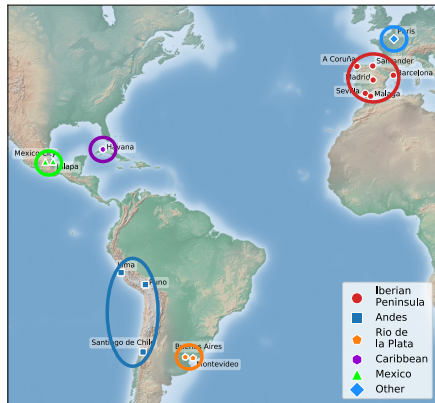 Paris
A Coruña
Santander
Madrid
Barcelona
Sevilla
Malaga
Havana
Mexico City
Jalapa
Lima
Puno
Santiago de Chile
Buenos Aires
Montevideo
Iberian
Peninsula
Andes
Rio de
la Plata
Caribbean
Mexico
Other